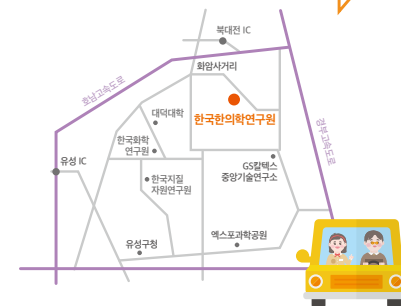 북대전 IC
화암사거리
호남고속도로
대덕대학
한국한의학연구원
한국화학
연구원
경부고속도로
유성 IC
GS칼텍스
중앙기술연구소
한국지질
자원연구원
엑스포과학공원
유성구청